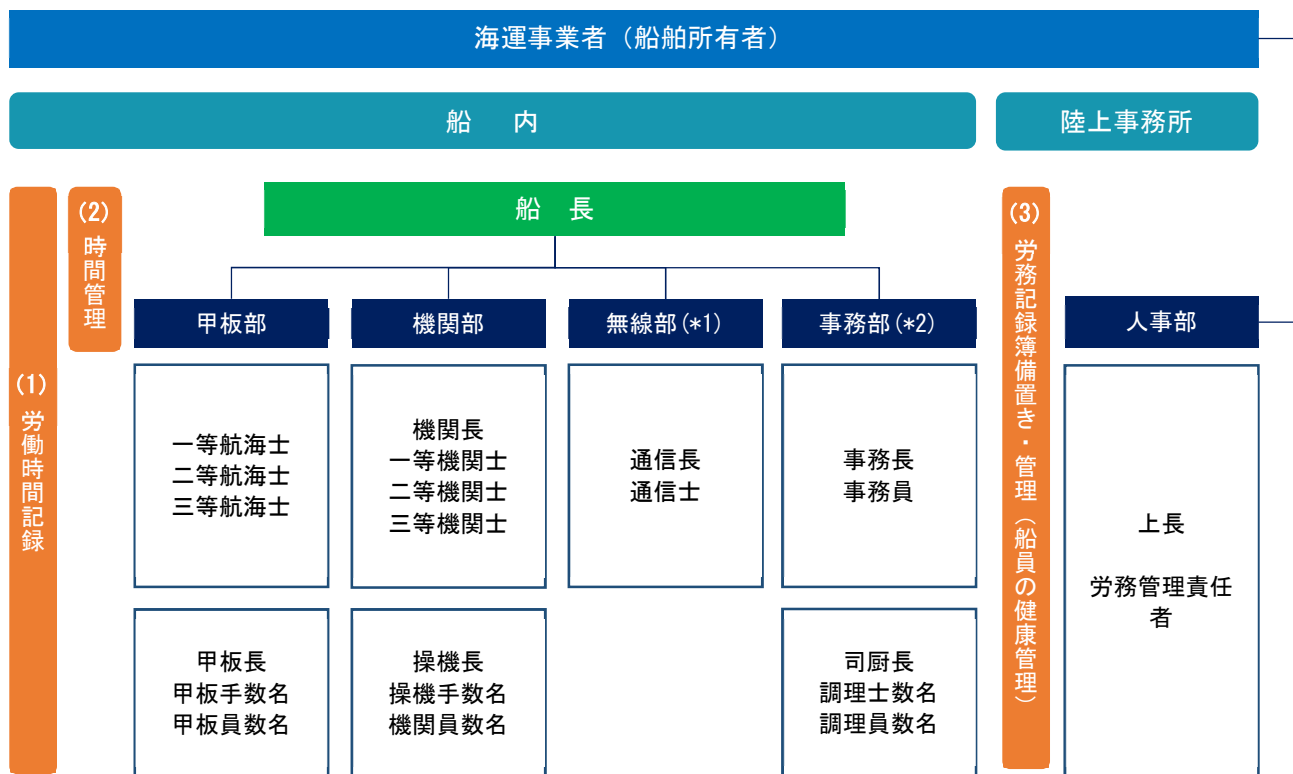 海運事業者（船舶所有者）
船　内
陸上事務所
(1) 労働時間記録
(2) 時間管理
船　長
甲板部
機関部
無線部(*1)
事務部(*2)
一等航海士
二等航海士
三等航海士
機関長
一等機関士
二等機関士
三等機関士
通信長
通信士
事務長
事務員
甲板長
甲板手数名
甲板員数名
操機長
操機手数名
機関員数名
司厨長
調理士数名
調理員数名
(3) 労務記録簿備置き・管理（船員の健康管理）
人事部
上長
労務管理責任
者